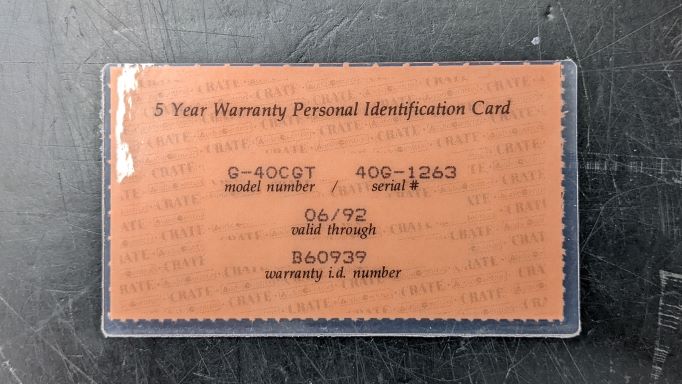 5 Year Warranty Personal Identification Card
G-40CGT 40G-1263
model number / serial #
06/92
valid through
B60939
warranty i.d. number
CRATE